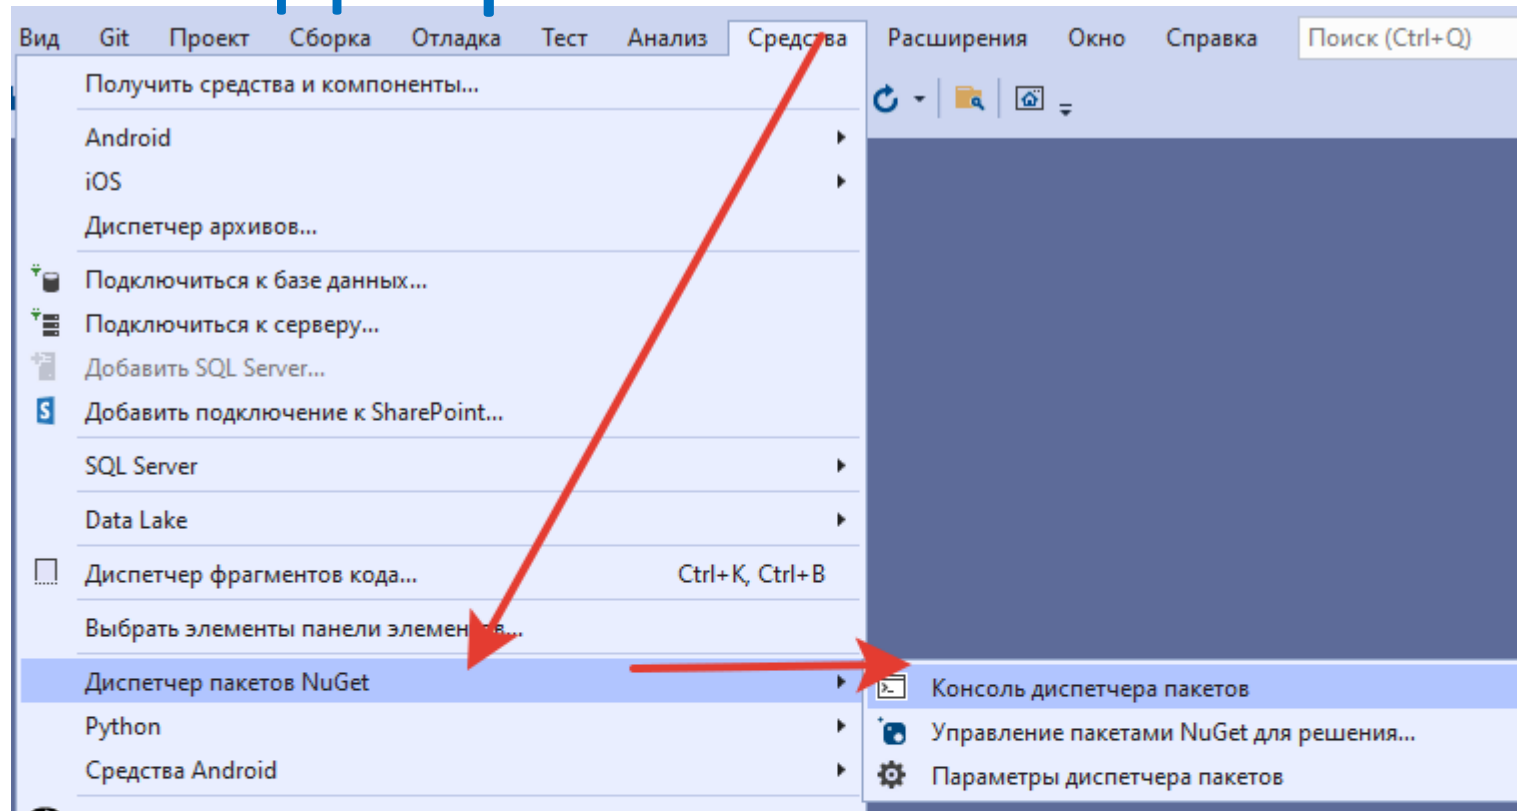 Вид Git Проект Сборка Отладка Тест Анализ Средства Расширения Окно Справка Поиск (Ctrl+Q)
Получить средства и компоненты...
Android
iOS
Диспетчер архивов...
Подключиться к базе данных...
Подключиться к серверу...
Добавить SQL Server...
Добавить подключение к SharePoint...
SQL Server
Data Lake
Диспетчер фрагментов кода... Ctrl+K, Ctrl+B
Выбрать элементы панели элементов...
Диспетчер пакетов NuGet
Консоль диспетчера пакетов
Python
Управление пакетами NuGet для решения...
Средства Android
Параметры диспетчера пакетов